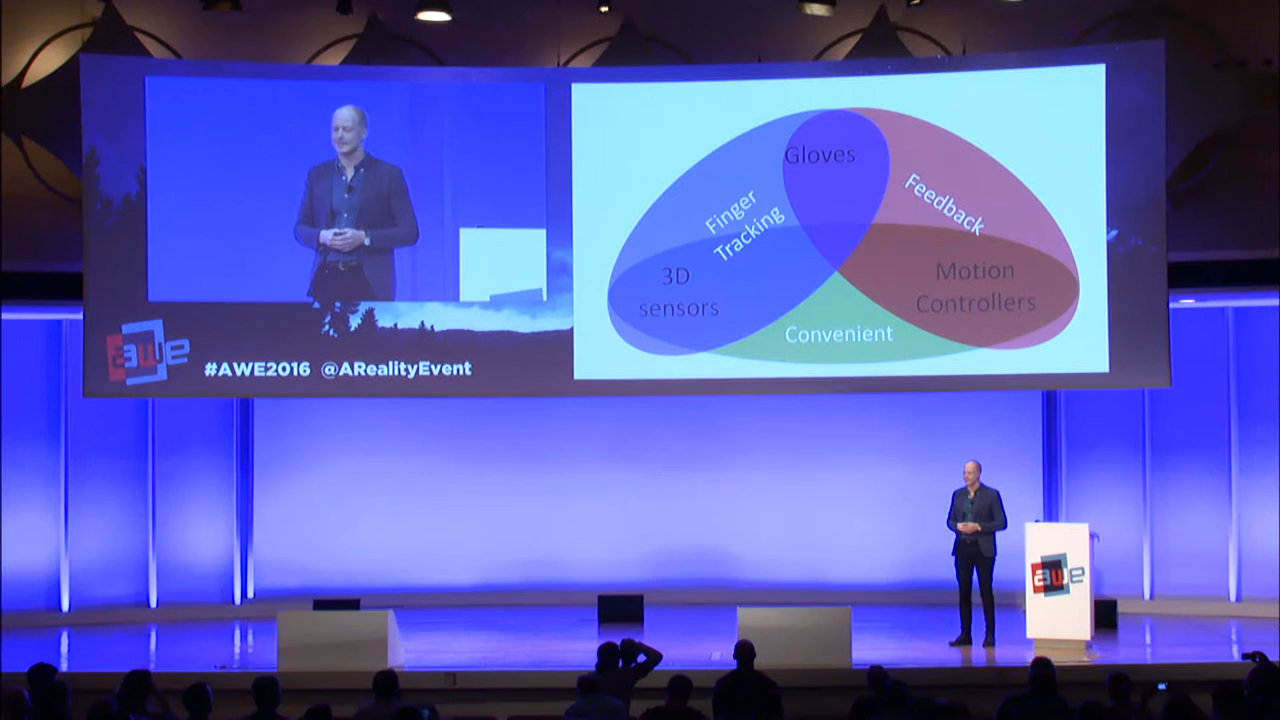 Gloves
Feedback
Finger
Tracking
3D
sensors
Motion
Controllers
Convenient
awe
#AWE2016 @ARealityEvent
awe